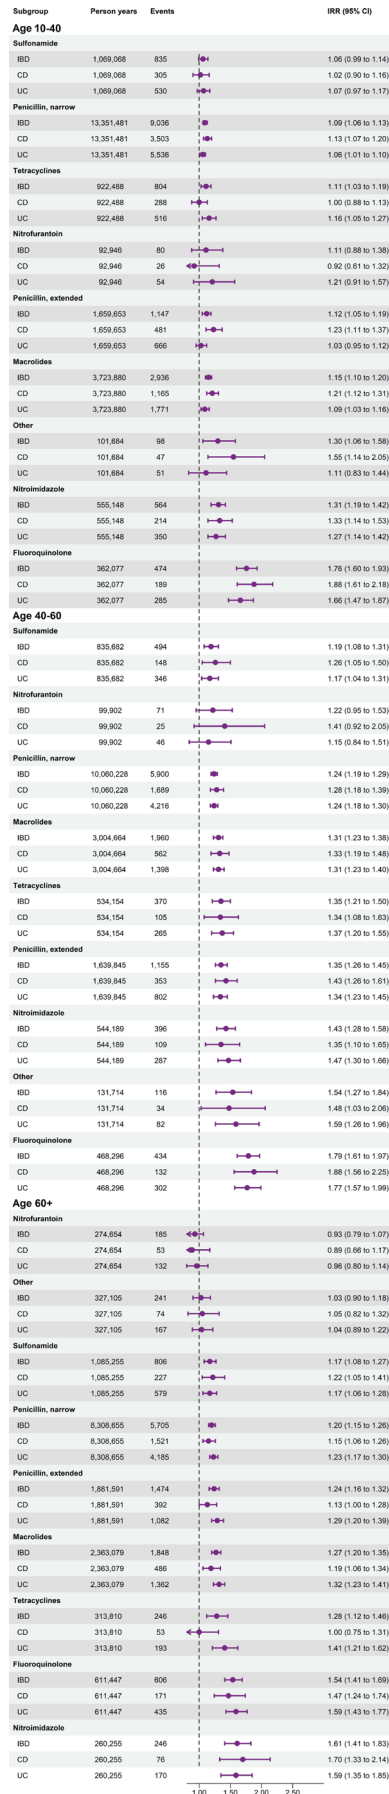 Subgroup Person years Events IRR (95% CI)
Age 10-40
Sulfonamide
IBD 1,069,068 835 1.06 (0.99 to 1.14)
CD 1,069,068 305 1.02 (0.90 to 1.16)
UC 1,069,068 530 1.07 (0.97 to 1.17)
Penicillin, narrow
IBD 13,351,481 9,036 1.09 (1.06 to 1.13)
CD 13,351,481 3,503 1.13 (1.07 to 1.20)
UC 13,351,481 5,536 1.06 (1.01 to 1.10)
Tetracyclines
IBD 922,488 804 1.11 (1.03 to 1.19)
CD 922,488 288 1.00 (0.88 to 1.13)
UC 922,488 516 1.16 (1.05 to 1.27)
Nitrofurantoin
IBD 92,946 80 1.11 (0.88 to 1.38)
CD 92,946 26 0.92 (0.61 to 1.32)
UC 92,946 54 1.21 (0.91 to 1.57)
Penicillin, extended
IBD 1,659,653 1,147 1.12 (1.05 to 1.19)
CD 1,659,653 481 1.23 (1.11 to 1.37)
UC 1,659,653 666 1.03 (0.95 to 1.12)
Macrolides
IBD 3,723,880 2,936 1.15 (1.10 to 1.20)
CD 3,723,880 1,165 1.21 (1.12 to 1.31)
UC 3,723,880 1,771 1.09 (1.03 to 1.16)
Other
IBD 101,684 98 1.30 (1.06 to 1.58)
CD 101,684 47 1.55 (1.14 to 2.05)
UC 101,684 51 1.11 (0.83 to 1.44)
Nitroimidazole
IBD 555,148 564 1.31 (1.19 to 1.42)
CD 555,148 214 1.33 (1.14 to 1.53)
UC 555,148 350 1.27 (1.14 to 1.42)
Fluoroquinolone
IBD 362,077 474 1.76 (1.60 to 1.93)
CD 362,077 189 1.88 (1.61 to 2.18)
UC 362,077 285 1.66 (1.47 to 1.87)
Age 40-60
Sulfonamide
IBD 835,682 494 1.19 (1.08 to 1.31)
CD 835,682 148 1.26 (1.05 to 1.50)
UC 835,682 346 1.17 (1.04 to 1.31)
Nitrofurantoin
IBD 99,902 71 1.22 (0.95 to 1.53)
CD 99,902 25 1.41 (0.92 to 2.05)
UC 99,902 46 1.15 (0.84 to 1.51)
Penicillin, narrow
IBD 10,060,228 5,900 1.24 (1.19 to 1.29)
CD 10,060,228 1,689 1.28 (1.18 to 1.39)
UC 10,060,228 4,216 1.24 (1.18 to 1.30)
Macrolides
IBD 3,004,664 1,960 1.31 (1.23 to 1.38)
CD 3,004,664 562 1.33 (1.19 to 1.48)
UC 3,004,664 1,398 1.31 (1.23 to 1.40)
Tetracyclines
IBD 534,154 370 1.35 (1.21 to 1.50)
CD 534,154 105 1.34 (1.08 to 1.63)
UC 534,154 265 1.37 (1.20 to 1.55)
Penicillin, extended
IBD 1,639,845 1,155 1.35 (1.26 to 1.45)
CD 1,639,845 353 1.43 (1.26 to 1.61)
UC 1,639,845 802 1.34 (1.23 to 1.45)
Nitroimidazole
IBD 544,189 396 1.43 (1.28 to 1.58)
CD 544,189 109 1.35 (1.10 to 1.65)
UC 544,189 287 1.47 (1.30 to 1.66)
Other
IBD 131,714 116 1.54 (1.27 to 1.84)
CD 131,714 34 1.48 (1.03 to 2.06)
UC 131,714 82 1.59 (1.26 to 1.96)
Fluoroquinolone
IBD 468,296 434 1.79 (1.61 to 1.97)
CD 468,296 132 1.88 (1.56 to 2.25)
UC 468,296 302 1.77 (1.57 to 1.99)
Age 60+
Nitrofurantoin
IBD 274,654 185 0.93 (0.79 to 1.07)
CD 274,654 53 0.89 (0.66 to 1.17)
UC 274,654 132 0.96 (0.80 to 1.14)
Other
IBD 327,105 241 1.03 (0.90 to 1.18)
CD 327,105 74 1.05 (0.82 to 1.32)
UC 327,105 167 1.04 (0.89 to 1.22)
Sulfonamide
IBD 1,085,255 806 1.17 (1.08 to 1.27)
CD 1,085,255 227 1.22 (1.05 to 1.41)
UC 1,085,255 579 1.17 (1.06 to 1.28)
Penicillin, narrow
IBD 8,308,655 5,705 1.20 (1.15 to 1.26)
CD 8,308,655 1,521 1.15 (1.06 to 1.26)
UC 8,308,655 4,185 1.23 (1.17 to 1.30)
Penicillin, extended
IBD 1,881,591 1,474 1.24 (1.16 to 1.32)
CD 1,881,591 392 1.13 (1.00 to 1.28)
UC 1,881,591 1,082 1.29 (1.20 to 1.39)
Macrolides
IBD 2,363,079 1,848 1.27 (1.20 to 1.35)
CD 2,363,079 486 1.19 (1.06 to 1.34)
UC 2,363,079 1,362 1.32 (1.23 to 1.41)
Tetracyclines
IBD 313,810 246 1.28 (1.12 to 1.46)
CD 313,810 53 1.00 (0.75 to 1.31)
UC 313,810 193 1.41 (1.21 to 1.62)
Fluoroquinolone
IBD 611,447 606 1.54 (1.41 to 1.69)
CD 611,447 171 1.47 (1.24 to 1.74)
UC 611,447 435 1.59 (1.43 to 1.77)
Nitroimidazole
IBD 260,255 246 1.61 (1.41 to 1.83)
CD 260,255 76 1.70 (1.33 to 2.14)
UC 260,255 170 1.59 (1.35 to 1.85)
1.00 1.50 2.00 2.50